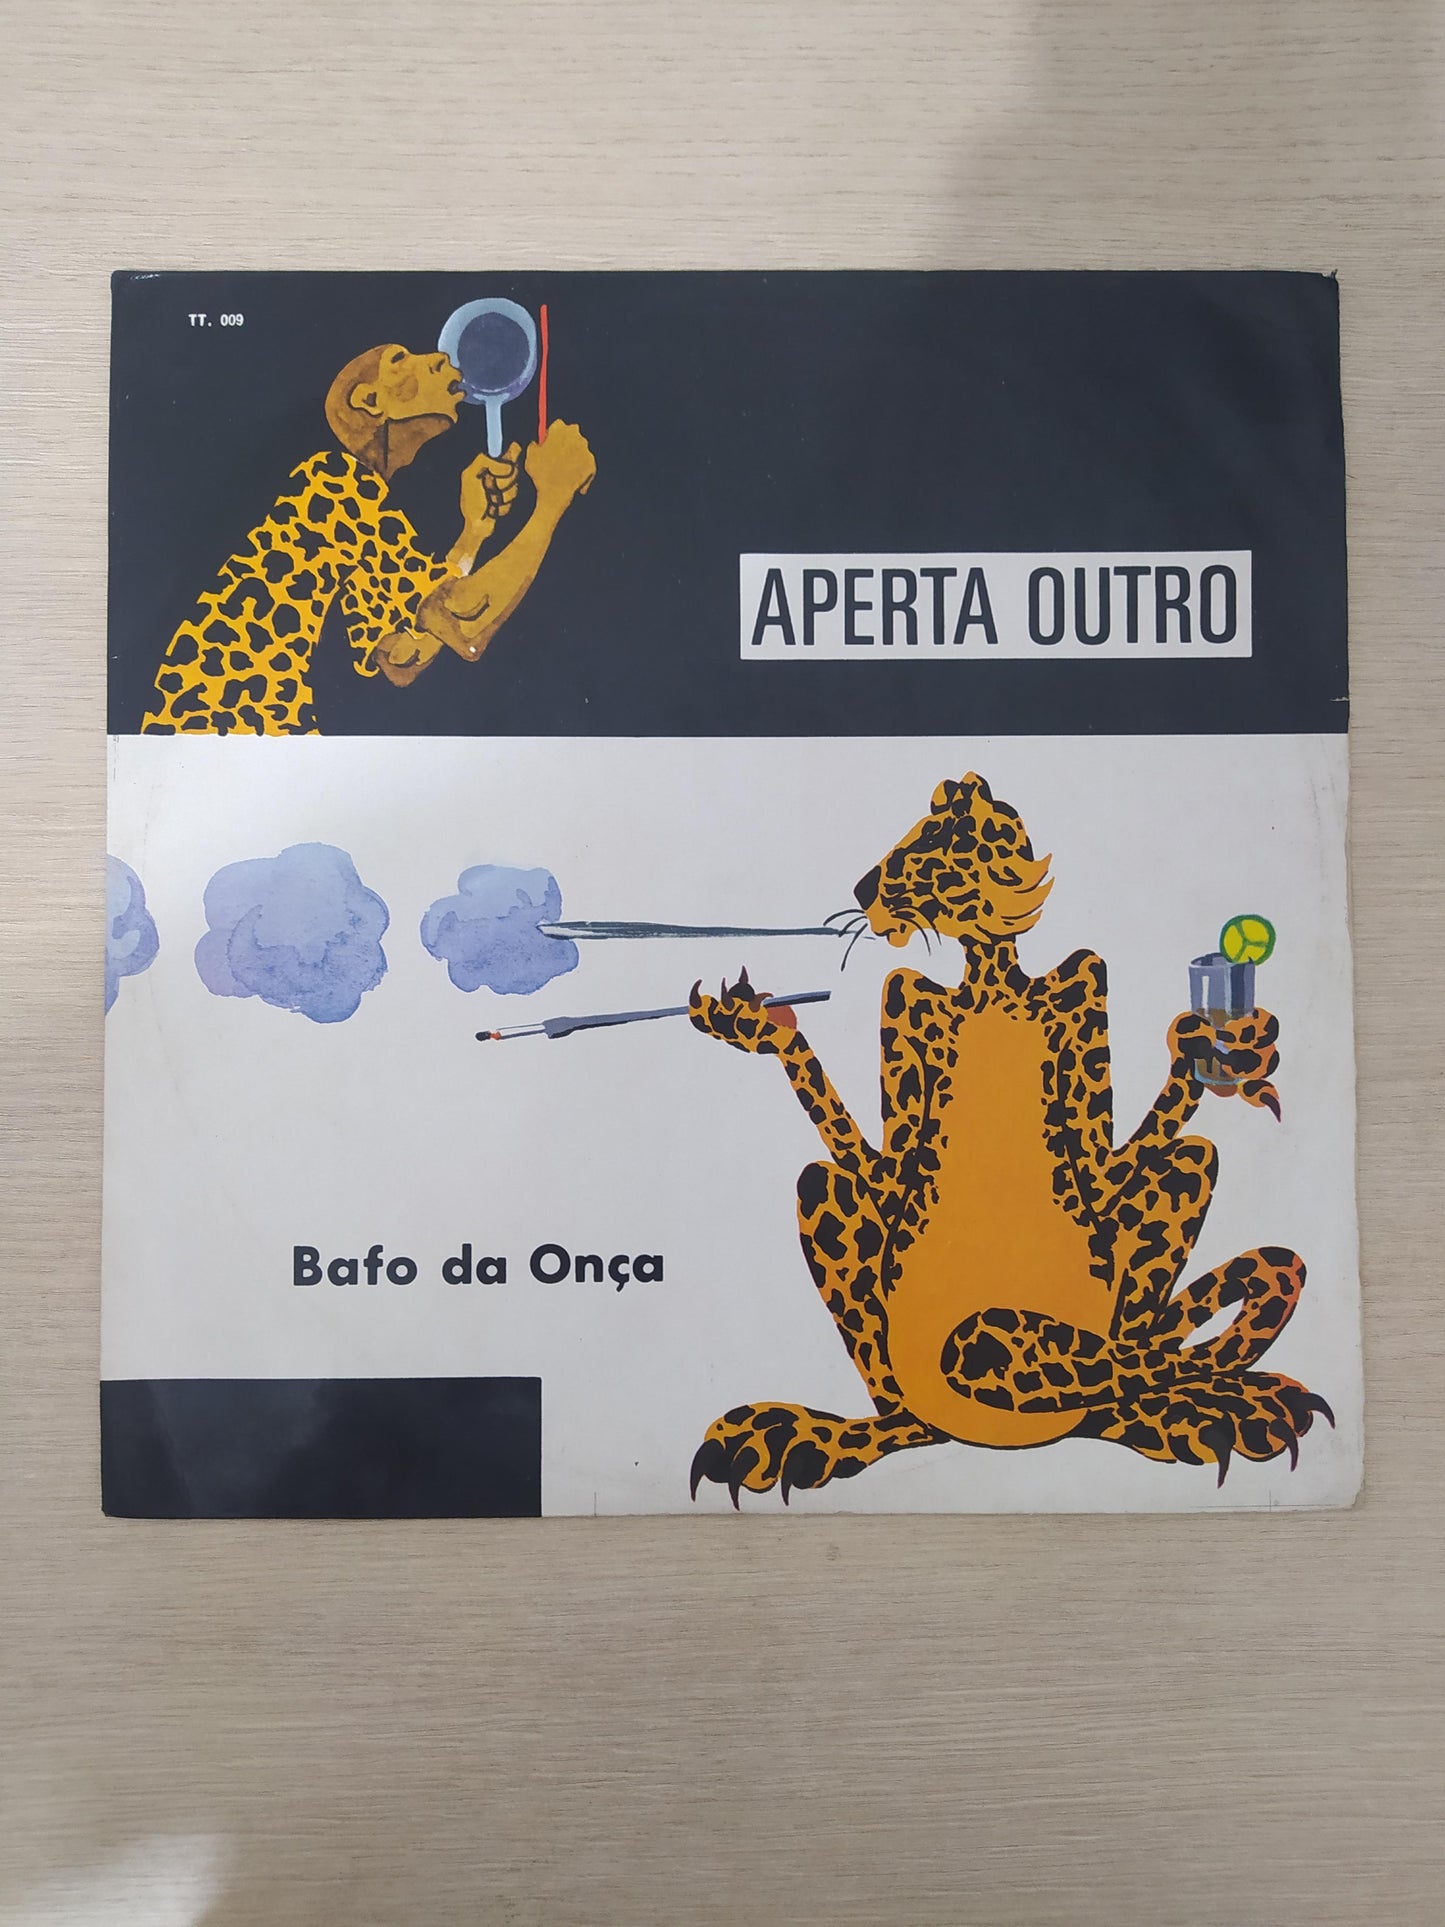 TT. 009
APERTA OUTRO
Bafo da Onça